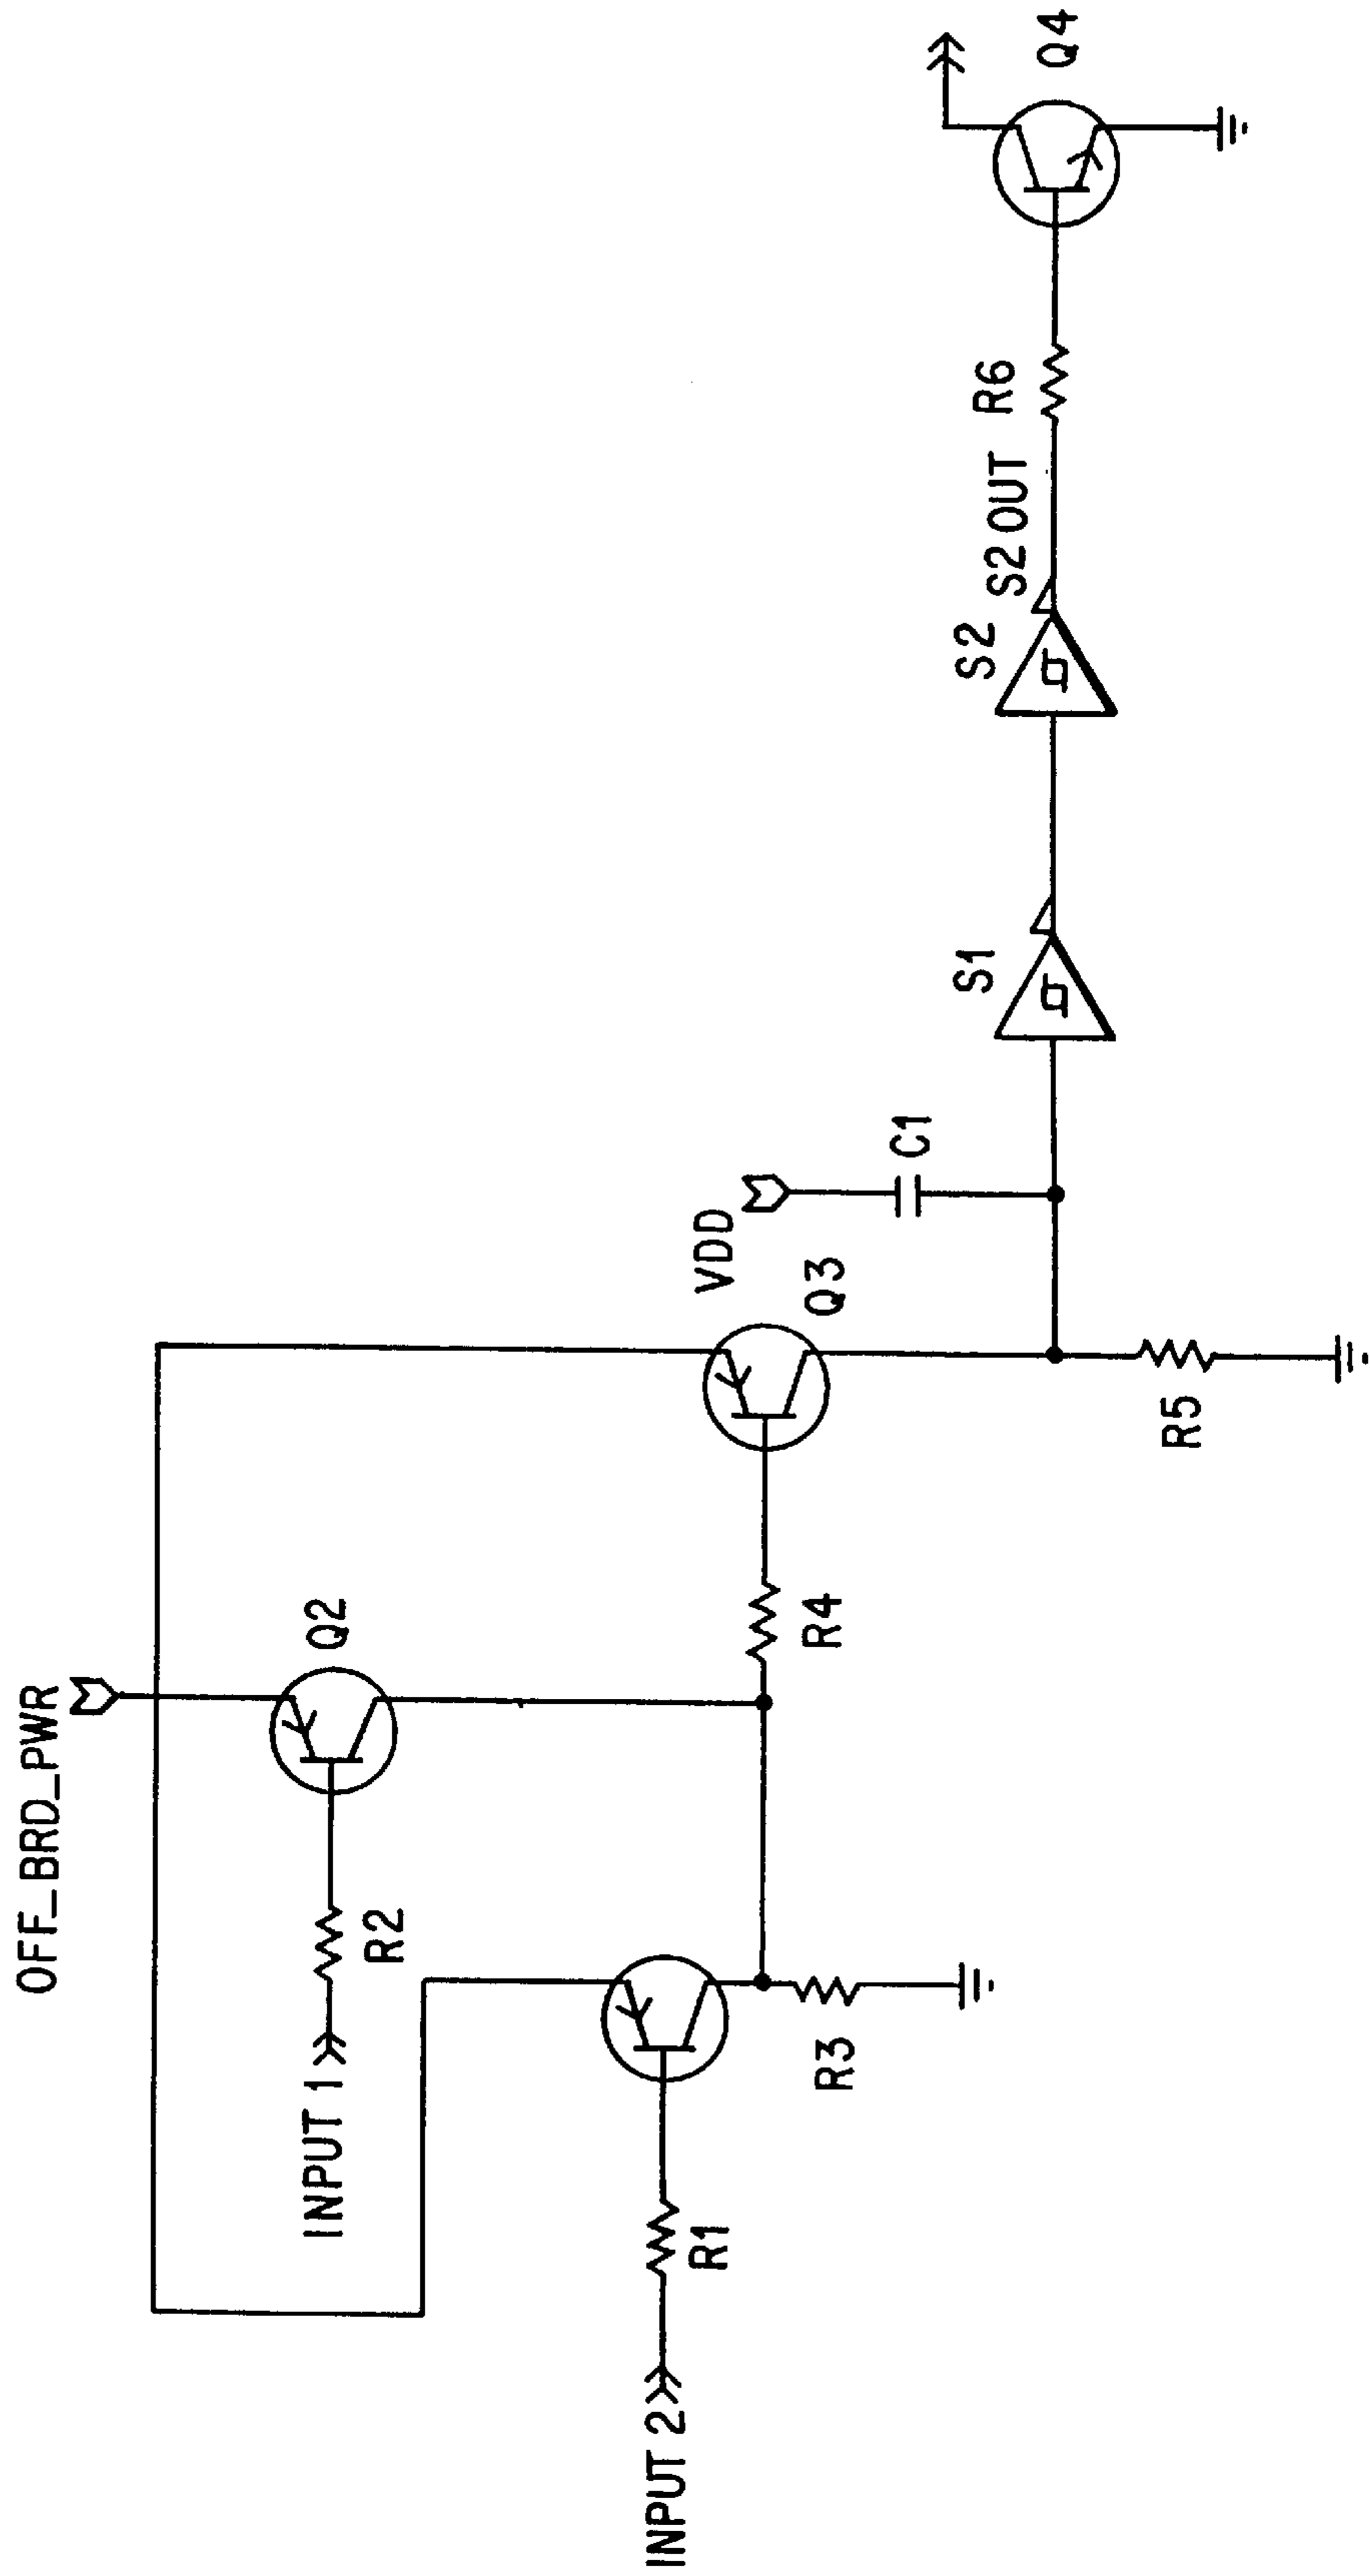 OFF_BRD_PWR
INPUT 1
R2
Q2
INPUT 2
R1
R3
R4
Q3
VDD
C1
R5
S1
S2
S2 OUT
R6
Q4